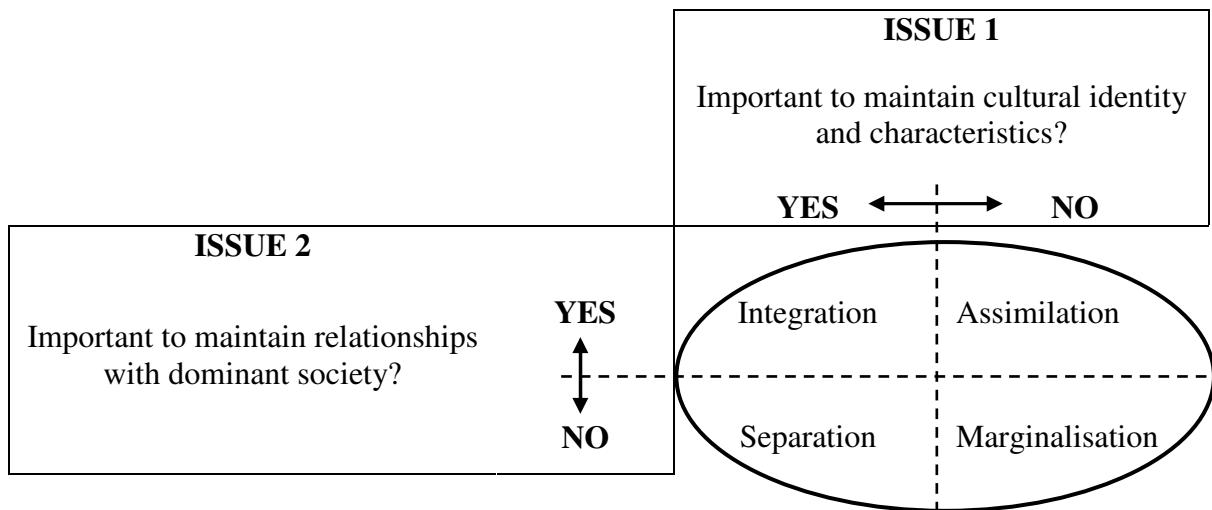 ISSUE 1
Important to maintain cultural identity
and characteristics?
YES NO
ISSUE 2
Important to maintain relationships
with dominant society?
YES
NO
Integration Assimilation
Separation Marginalisation